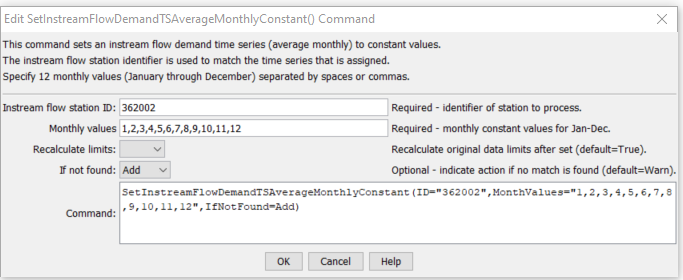 Edit SetInstreamFlowDemandTSAverageMonthlyConstant() Command
This command sets an instream flow demand time series (average monthly) to constant values.
The instream flow station identifier is used to match the time series that is assigned.
Specify 12 monthly values (January through December) separated by spaces or commas.
Instream flow station ID: 362002 Required - identifier of station to process.
Monthly values 1,2,3,4,5,6,7,8,9,10,11,12 Required - monthly constant values for Jan-Dec.
Recalculate limits: Recalculate original data limits after set (default=True).
If not found: Add Optional - indicate action if no match is found (default=Warn).
Command: SetInstreamFlowDemandTSAverageMonthlyConstant(ID="362002",MonthValues="1,2,3,4,5,6,7,8
,9,10,11,12",IfNotFound=Add)
OK Cancel Help